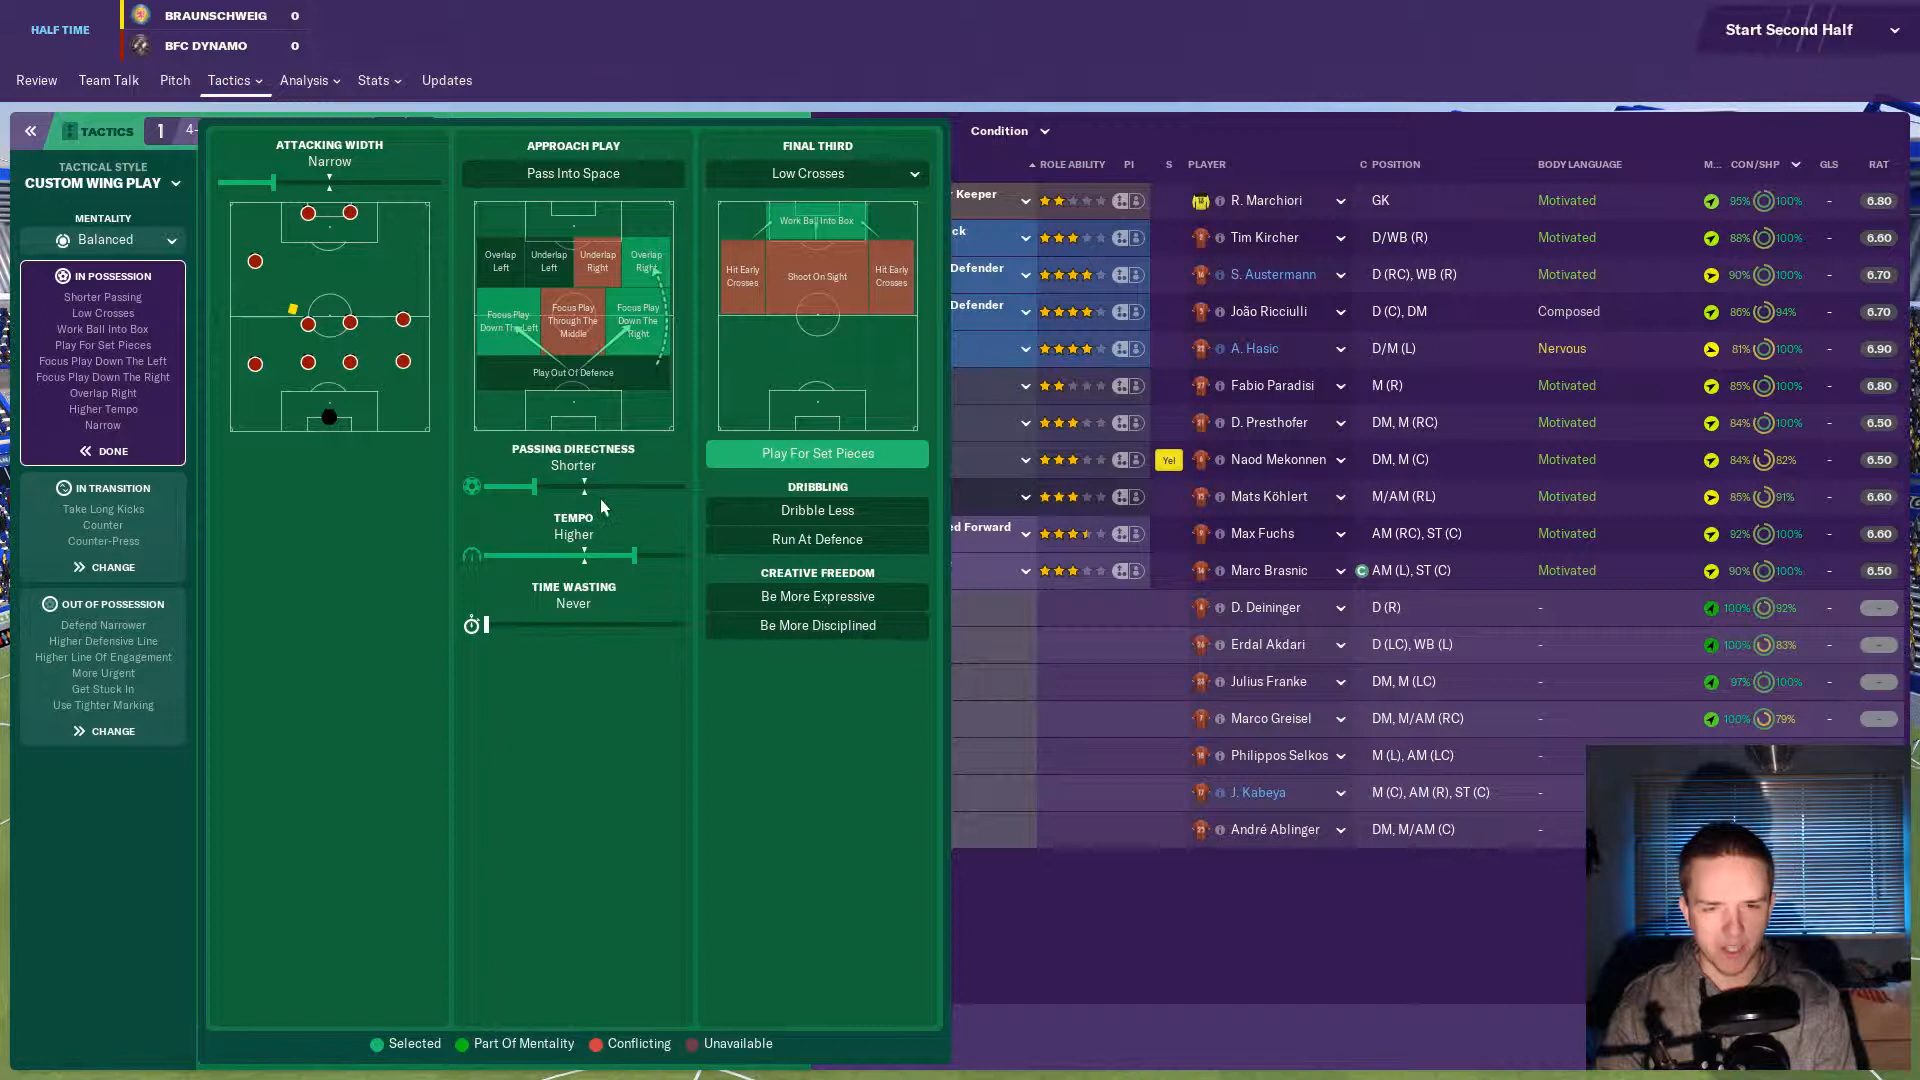 HALF TIME
BRAUNSCHWEIG 0
BFC DYNAMO 0
Start Second Half
Review Team Talk Pitch Tactics Analysis Stats Updates
TACTICS 1 4-
TACTICAL STYLE
CUSTOM WING PLAY
MENTALITY
Balanced
IN POSSESSION
Shorter Passing
Low Crosses
Work Ball Into Box
Play For Set Pieces
Focus Play Down The Left
Focus Play Down The Right
Overlap Right
Higher Tempo
Narrow
DONE
IN TRANSITION
Take Long Kicks
Counter
Counter-Press
CHANGE
OUT OF POSSESSION
Defend Narrower
Higher Defensive Line
Higher Line Of Engagement
More Urgent
Get Stuck In
Use Tighter Marking
CHANGE
ATTACKING WIDTH
Narrow
APPROACH PLAY
Pass Into Space
Overlap Left
Underlap Left
Underlap Right
Overlap Right
Focus Play Down The Left
Focus Play Through The Middle
Focus Play Down The Right
Play Out Of Defence
PASSING DIRECTNESS
Shorter
TEMPO
Higher
TIME WASTING
Never
FINAL THIRD
Low Crosses
Work Ball Into Box
Hit Early Crosses
Shoot On Sight
Hit Early Crosses
Play For Set Pieces
DRIBBLING
Dribble Less
Run At Defence
CREATIVE FREEDOM
Be More Expressive
Be More Disciplined
Selected Part Of Mentality Conflicting Unavailable
Condition
ROLE ABILITY PI S PLAYER C POSITION BODY LANGUAGE M... CON/SHP GLS RAT
r Keeper R. Marchiori GK Motivated 95% 100% - 6.80
ck Tim Kircher D/WB (R) Motivated 88% 100% - 6.60
Defender S. Austermann D (RC), WB (R) Motivated 90% 100% - 6.70
Defender João Ricciulli D (C), DM Composed 86% 94% - 6.70
A. Hasic D/M (L) Nervous 81% 100% - 6.90
Fabio Paradisi M (R) Motivated 85% 100% - 6.80
D. Presthofer DM, M (RC) Motivated 84% 100% - 6.50
Yel Naod Mekonnen DM, M (C) Motivated 84% 82% - 6.50
Mats Köhlert M/AM (RL) Motivated 85% 91% - 6.60
ed Forward Max Fuchs AM (RC), ST (C) Motivated 92% 100% - 6.60
Marc Brasnic C AM (L), ST (C) Motivated 90% 100% - 6.50
D. Deininger D (R) - 100% 92% - -
Erdal Akdari D (LC), WB (L) - 100% 83% - -
Julius Franke DM, M (LC) - 97% 100% - -
Marco Greisel DM, M/AM (RC) - 100% 79% - -
Philippos Selkos M (L), AM (LC) -
J. Kabeya M (C), AM (R), ST (C) -
André Ablinger DM, M/AM (C) -